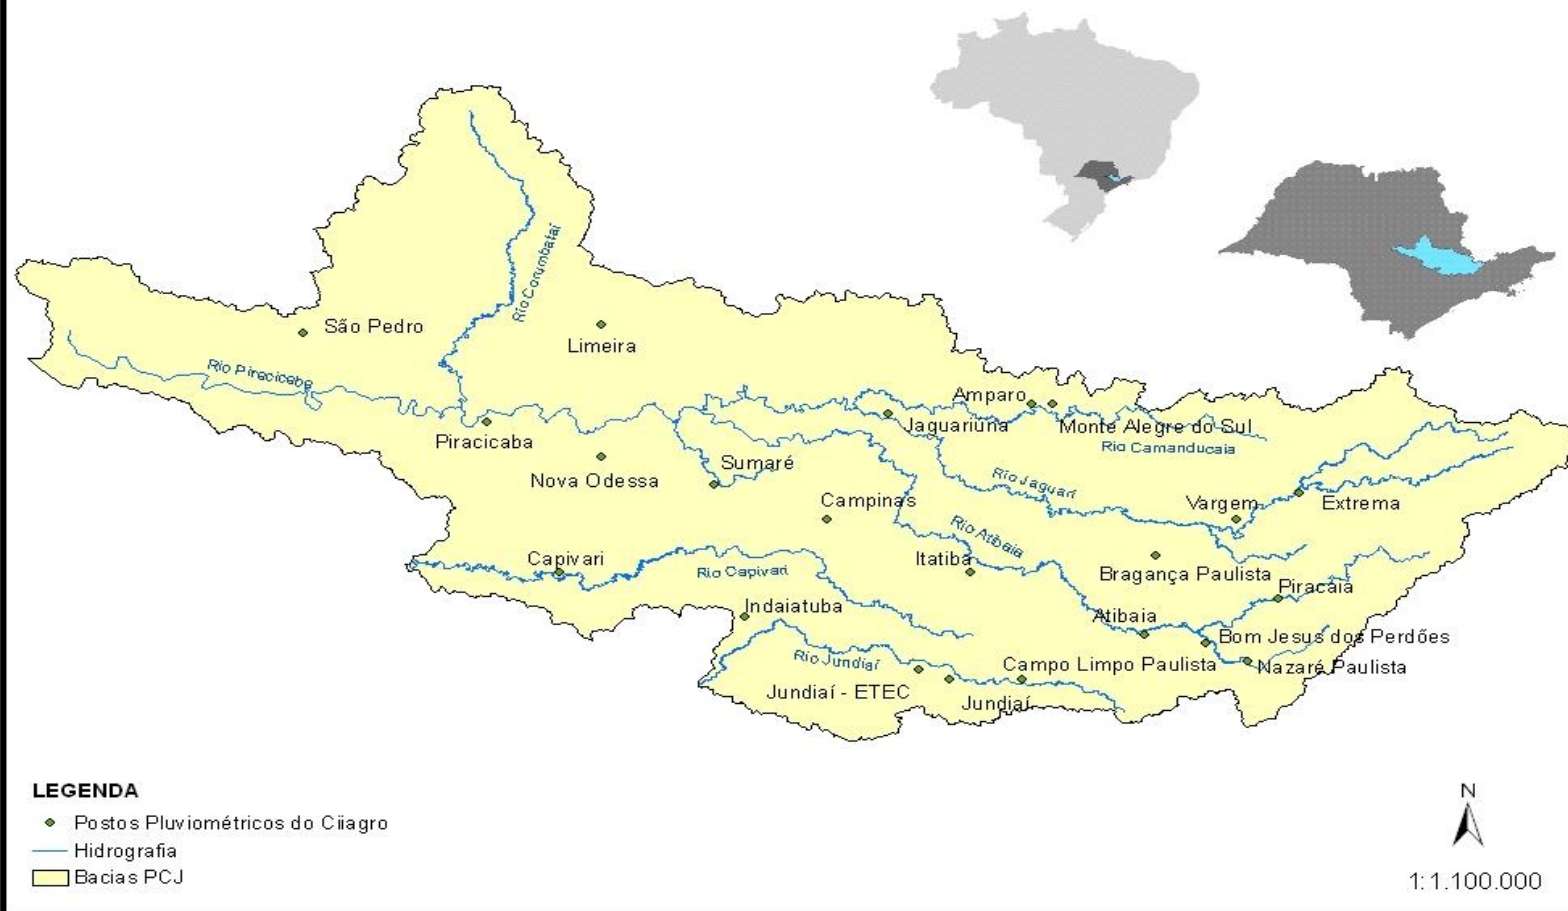 Rio Corumbataí
São Pedro
Limeira
Rio Piracicaba
Amparo
Jaguariúna
Monte Alegre do Sul
Piracicaba
Rio Camanducaia
Sumaré
Nova Odessa
Rio Jaguari
Campinas
Vargem
Extrema
Rio Atibaia
Capivari
Itatiba
Rio Capivari
Bragança Paulista
Piracaia
Indaiatuba
Atibaia
Bom Jesus dos Perdões
Rio Jundiaí
Campo Limpo Paulista
Nazaré Paulista
Jundiaí - ETEC
Jundiaí
LEGENDA
Postos Pluviométricos do Ciiagro
Hidrografia
Bacias PCJ
N
1:1.100.000